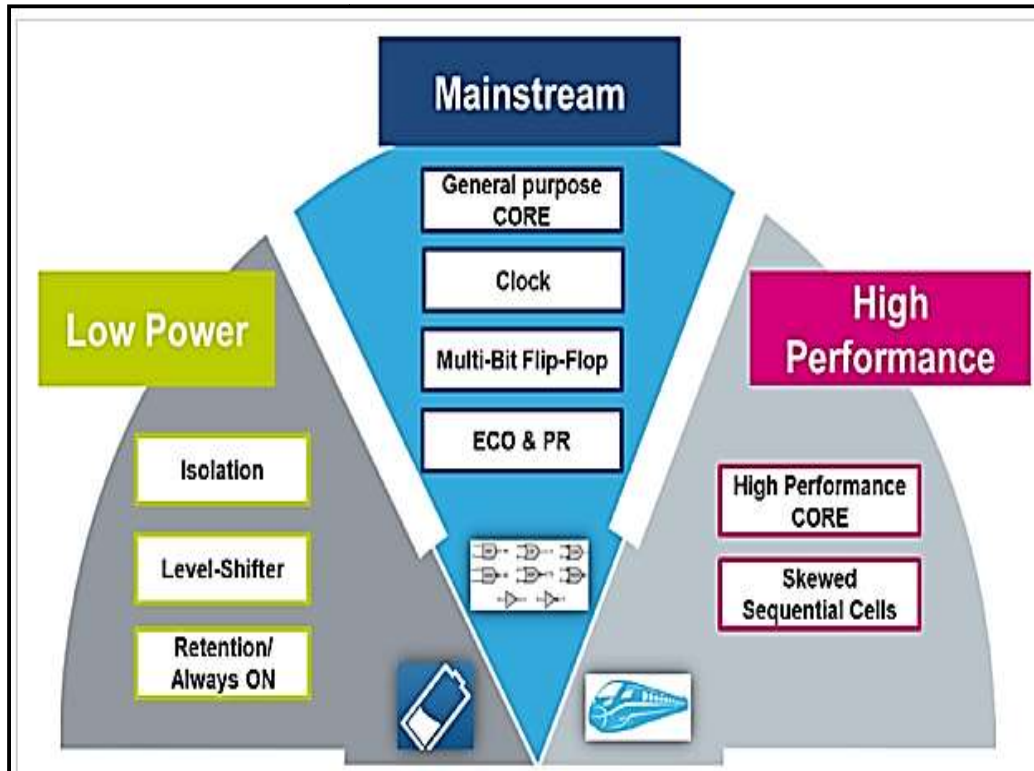 Mainstream
General purpose
CORE
Clock
Multi-Bit Flip-Flop
ECO & PR
Low Power
Isolation
Level-Shifter
Retention/
Always ON
High
Performance
High Performance
CORE
Skewed
Sequential Cells